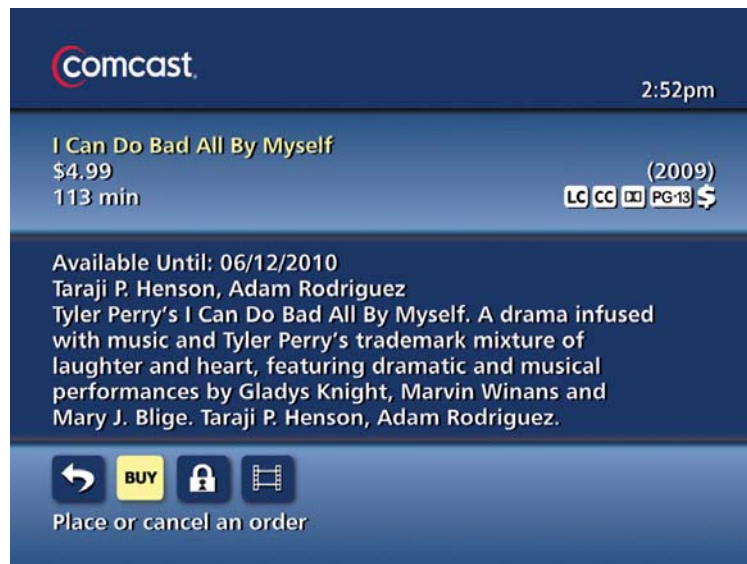 comcast.
2:52pm
I Can Do Bad All By Myself
$4.99
(2009)
113 min
LC CC PG-13 $
Available Until: 06/12/2010
Taraji P. Henson, Adam Rodriguez
Tyler Perry's I Can Do Bad All By Myself. A drama infused
with music and Tyler Perry's trademark mixture of
laughter and heart, featuring dramatic and musical
performances by Gladys Knight, Marvin Winans and
Mary J. Blige. Taraji P. Henson, Adam Rodriguez.
BUY
Place or cancel an order